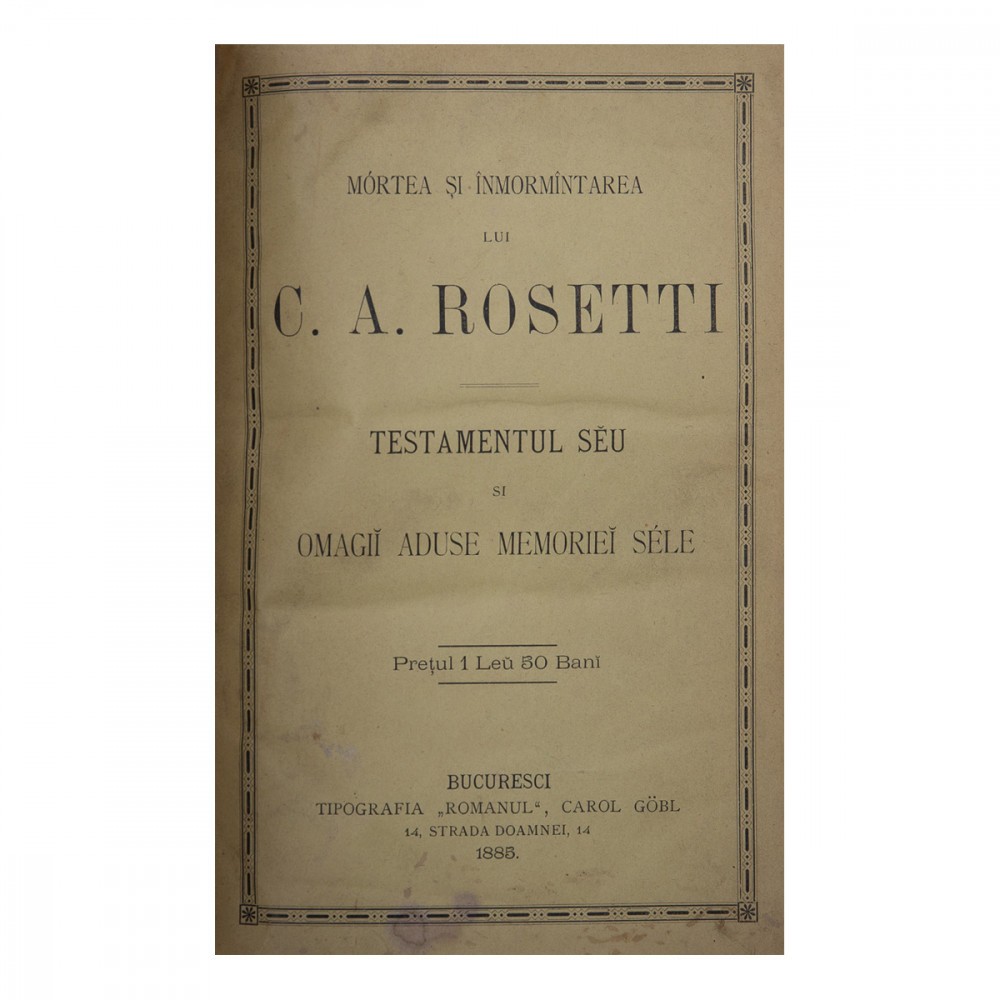 MÓRTEA ȘI ÎNMORMÎNTAREA
LUI
C. A. ROSETTI
TESTAMENTUL SĔU
SI
OMAGIĬ ADUSE MEMORIEĬ SÉLE
Prețul 1 Leŭ 50 Banĭ
BUCURESCI
TIPOGRAFIA „ROMANUL“, CAROL GÖBL
14, STRADA DOAMNEI, 14
1885.